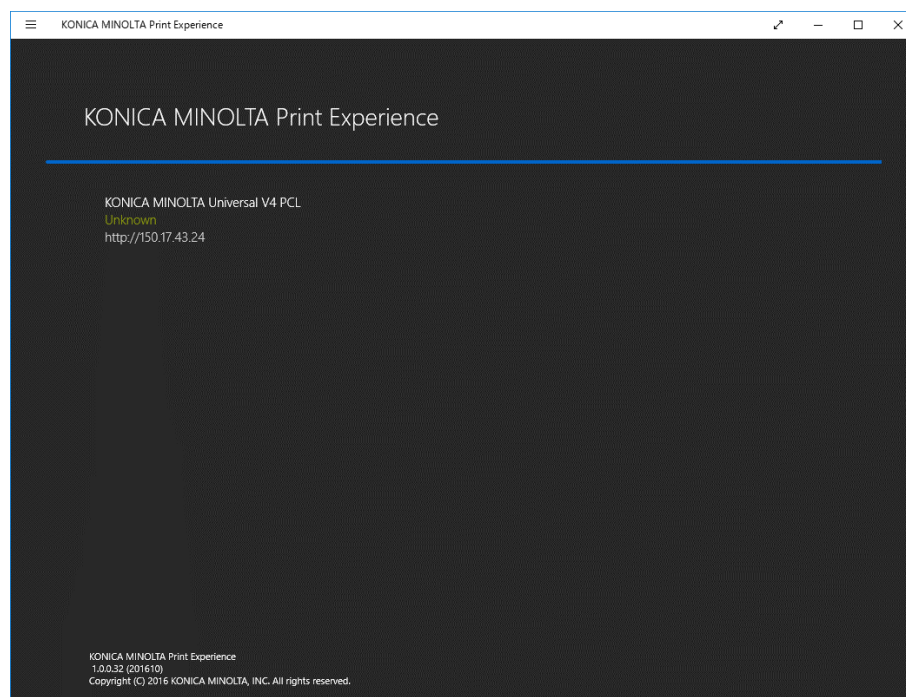 KONICA MINOLTA Print Experience
KONICA MINOLTA Print Experience
KONICA MINOLTA Universal V4 PCL
Unknown
http://150.17.43.24
KONICA MINOLTA Print Experience
1.0.0.32 (201610)
Copyright (C) 2016 KONICA MINOLTA, INC. All rights reserved.